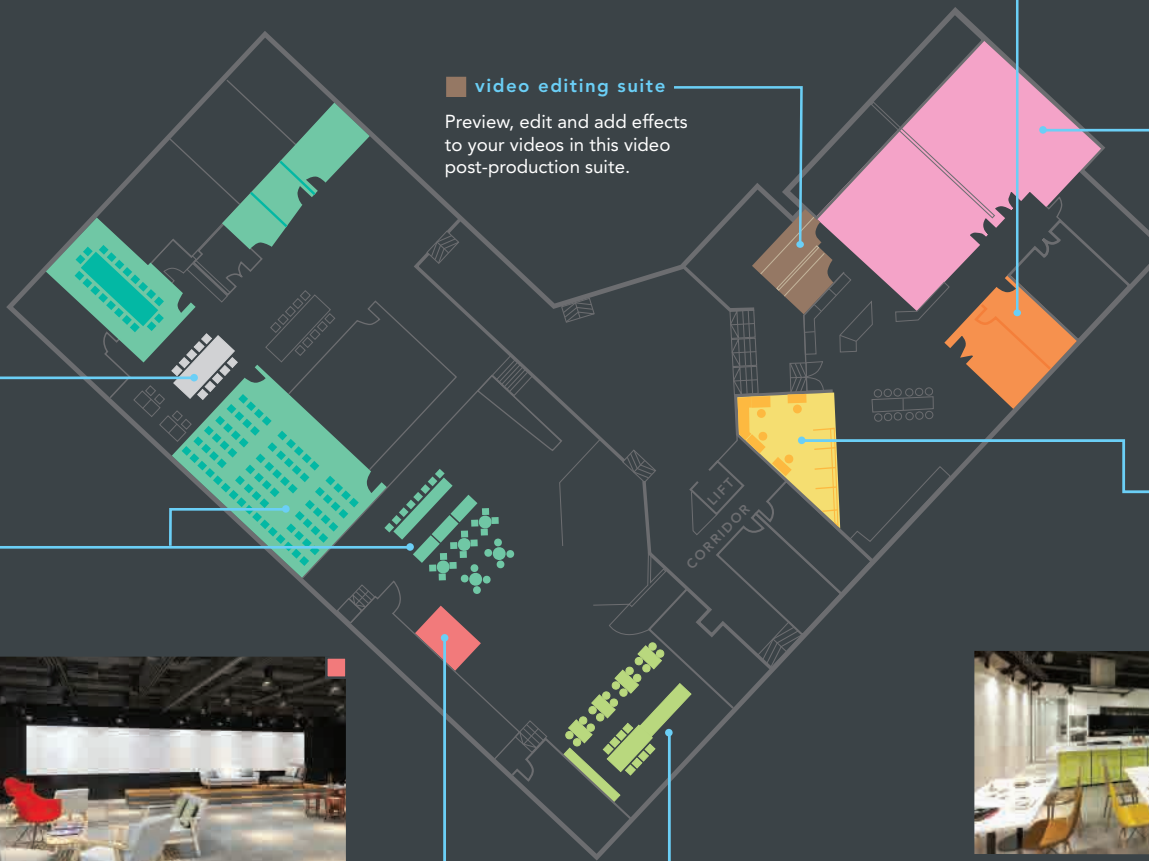 video editing suite
Preview, edit and add effects
to your videos in this video
post-production suite.
LIFT
CORRIDOR